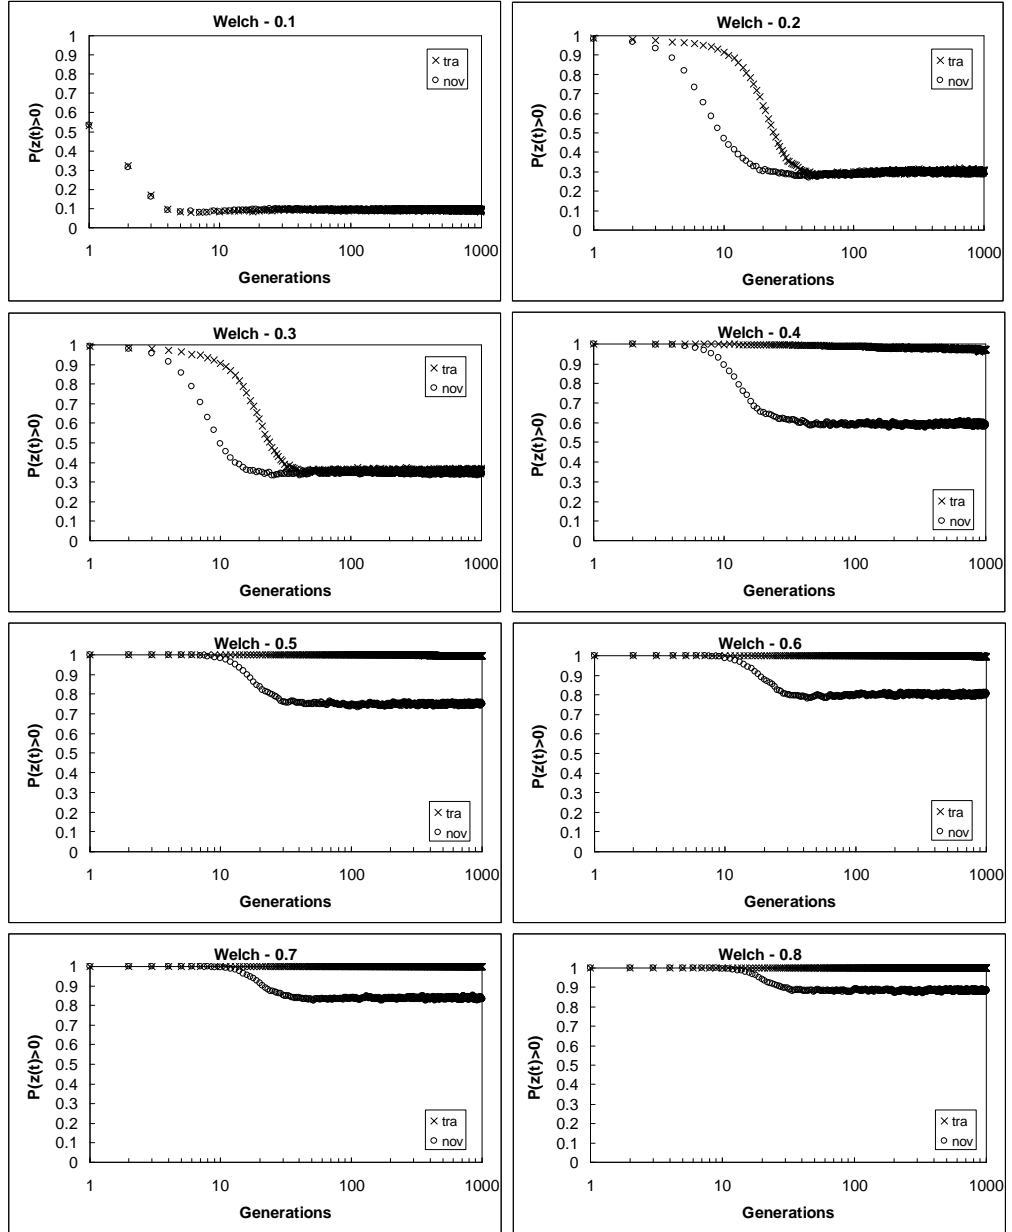 Welch - 0.1
1
0.9
0.8
0.7
0.6
0.5
0.4
0.3
0.2
0.1
0
P(z(t)>0)
tra
nov
1 10 100 1000
Generations
Welch - 0.2
1
0.9
0.8
0.7
0.6
0.5
0.4
0.3
0.2
0.1
0
P(z(t)>0)
tra
nov
1 10 100 1000
Generations
Welch - 0.3
1
0.9
0.8
0.7
0.6
0.5
0.4
0.3
0.2
0.1
0
P(z(t)>0)
tra
nov
1 10 100 1000
Generations
Welch - 0.4
1
0.9
0.8
0.7
0.6
0.5
0.4
0.3
0.2
0.1
0
P(z(t)>0)
tra
nov
1 10 100 1000
Generations
Welch - 0.5
1
0.9
0.8
0.7
0.6
0.5
0.4
0.3
0.2
0.1
0
P(z(t)>0)
tra
nov
1 10 100 1000
Generations
Welch - 0.6
1
0.9
0.8
0.7
0.6
0.5
0.4
0.3
0.2
0.1
0
P(z(t)>0)
tra
nov
1 10 100 1000
Generations
Welch - 0.7
1
0.9
0.8
0.7
0.6
0.5
0.4
0.3
0.2
0.1
0
P(z(t)>0)
tra
nov
1 10 100 1000
Generations
Welch - 0.8
1
0.9
0.8
0.7
0.6
0.5
0.4
0.3
0.2
0.1
0
P(z(t)>0)
tra
nov
1 10 100 1000
Generations